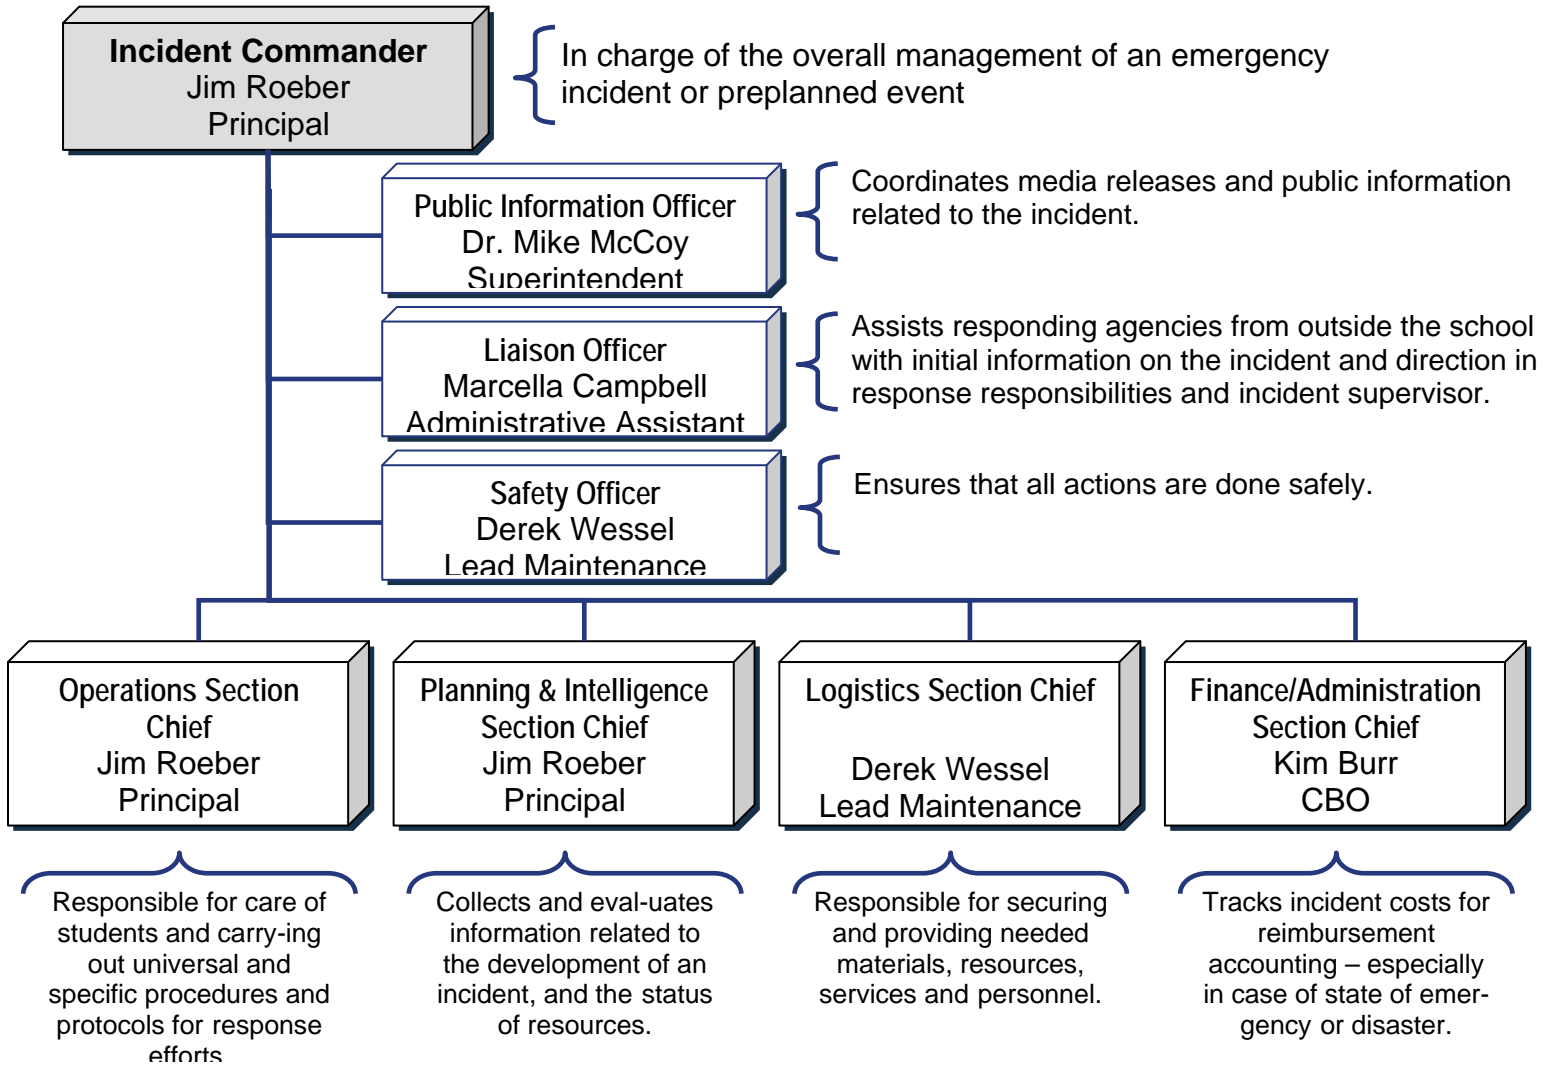 Incident Commander
Jim Roeber
Principal
In charge of the overall management of an emergency
incident or preplanned event
Public Information Officer
Dr. Mike McCoy
Superintendent
Coordinates media releases and public information
related to the incident.
Liaison Officer
Marcella Campbell
Administrative Assistant
Assists responding agencies from outside the school
with initial information on the incident and direction in
response responsibilities and incident supervisor.
Safety Officer
Derek Wessel
Lead Maintenance
Ensures that all actions are done safely.
Operations Section
Chief
Jim Roeber
Principal
Planning & Intelligence
Section Chief
Jim Roeber
Principal
Logistics Section Chief
Derek Wessel
Lead Maintenance
Finance/Administration
Section Chief
Kim Burr
CBO
Responsible for care of
students and carry-ing
out universal and
specific procedures and
protocols for response
efforts
Collects and eval-uates
information related to
the development of an
incident, and the status
of resources.
Responsible for securing
and providing needed
materials, resources,
services and personnel.
Tracks incident costs for
reimbursement
accounting – especially
in case of state of emer-
gency or disaster.